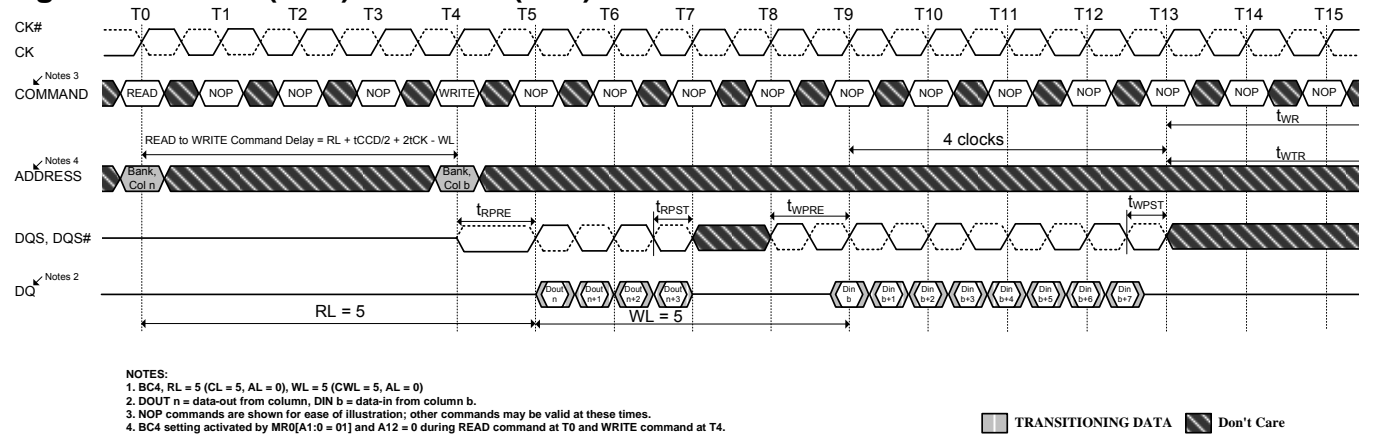 T0 T1 T2 T3 T4 T5 T6 T7 T8 T9 T10 T11 T12 T13 T14 T15
CK#
CK
Notes 3
COMMAND
READ NOP NOP NOP WRITE NOP NOP NOP NOP NOP NOP NOP NOP NOP NOP NOP
tWR
READ to WRITE Command Delay = RL + tCCD/2 + 2tCK - WL
4 clocks
tWTR
Notes 4
ADDRESS
Bank, Bank,
Col n Col b
tRPRE tRPST tWPRE tWPST
DQS, DQS#
Notes 2
DQ
Dout Dout Dout Dout Din Din Din Din Din Din Din Din
n n+1 n+2 n+3 b b+1 b+2 b+3 b+4 b+5 b+6 b+7
RL = 5 WL = 5
NOTES:
1. BC4, RL = 5 (CL = 5, AL = 0), WL = 5 (CWL = 5, AL = 0)
2. DOUT n = data-out from column, DIN b = data-in from column b.
3. NOP commands are shown for ease of illustration; other commands may be valid at these times.
4. BC4 setting activated by MR0[A1:0 = 01] and A12 = 0 during READ command at T0 and WRITE command at T4.
TRANSITIONING DATA Don't Care